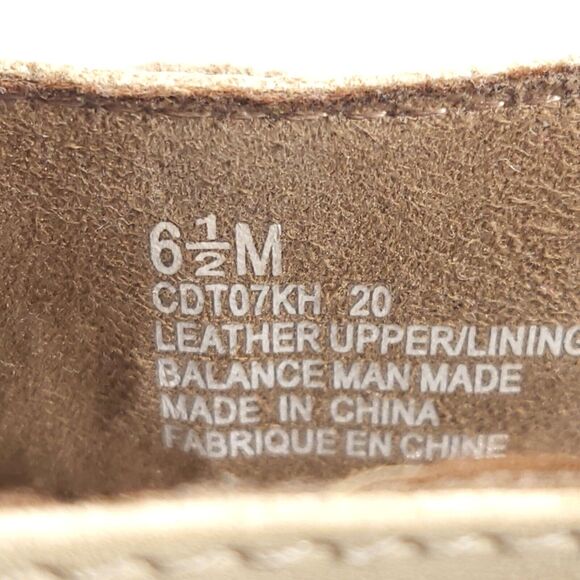 6½M
CDT07KH 20
LEATHER UPPER/LINING
BALANCE MAN MADE
MADE IN CHINA
FABRIQUE EN CHINE